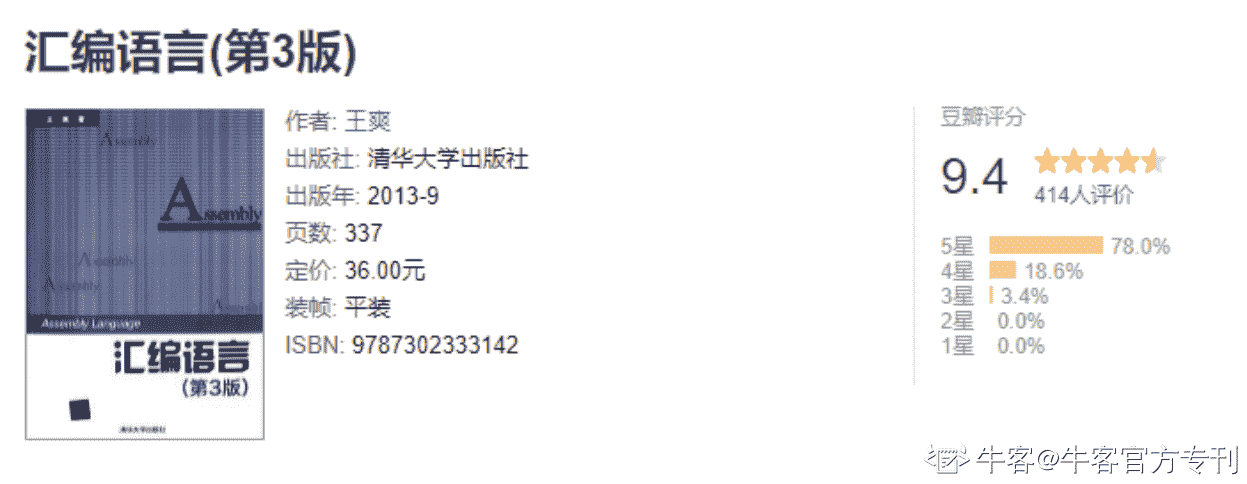 汇编语言(第3版)
王 爽 著
Assembly
Assembly
Assembly
Assembly
Assembly
Assembly Language
汇编语言
(第3版)
清华大学出版社
作者: 王爽
出版社: 清华大学出版社
出版年: 2013-9
页数: 337
定价: 36.00元
装帧: 平装
ISBN: 9787302333142
豆瓣评分
9.4
414人评价
5星 78.0%
4星 18.6%
3星 3.4%
2星 0.0%
1星 0.0%
牛客@牛客官方专刊